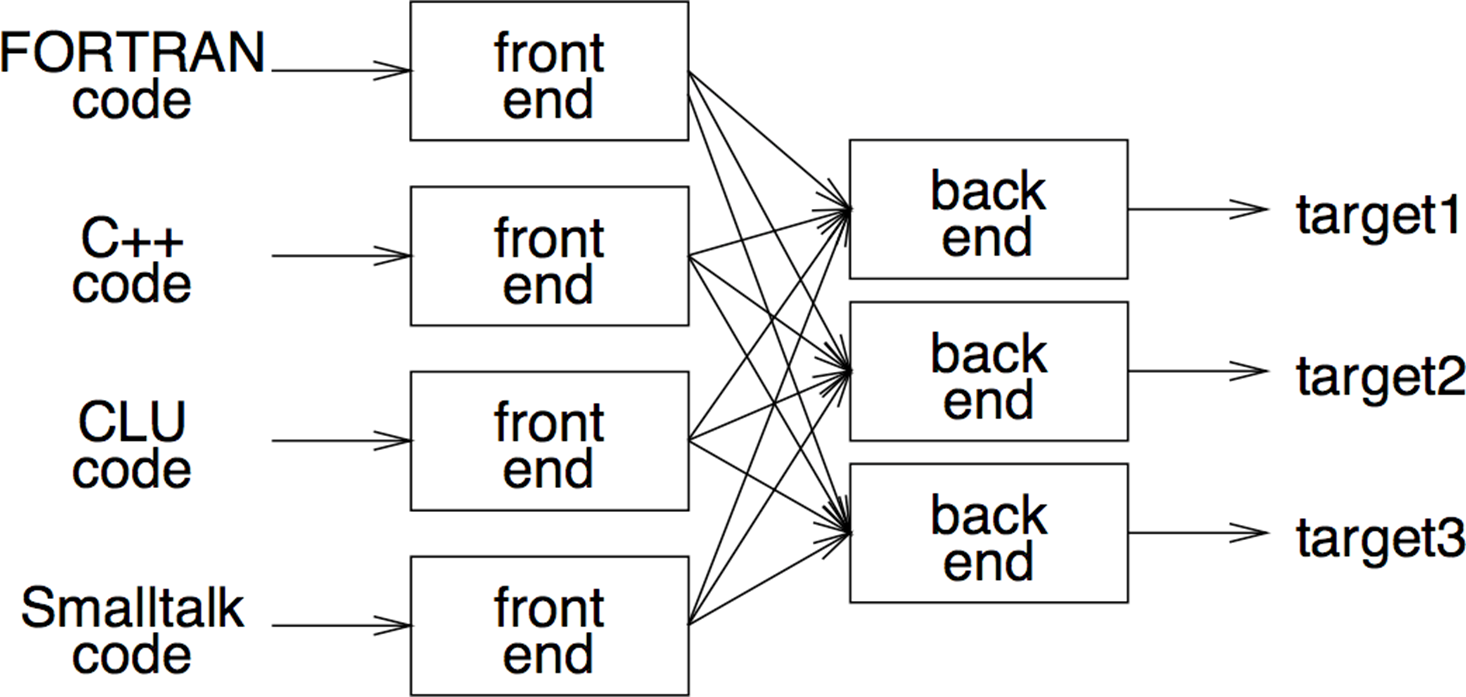 FORTRAN
code
front
end
C++
code
front
end
CLU
code
front
end
Smalltalk
code
front
end
back
end
target1
back
end
target2
back
end
target3